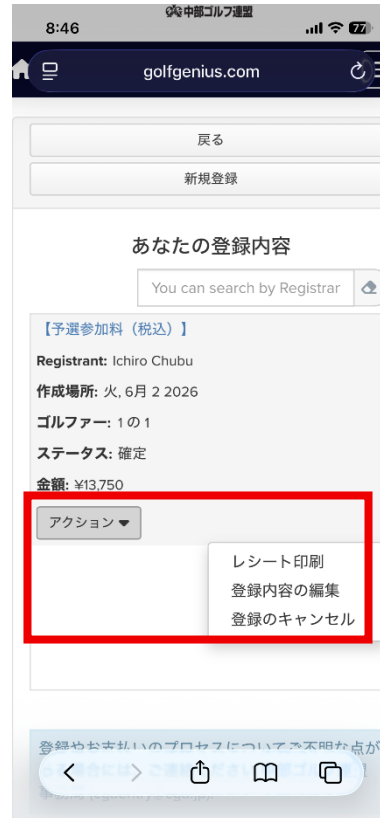 中部ゴルフ連盟
8:46
77
golfgenius.com
戻る
新規登録
あなたの登録内容
You can search by Registrar
【予選参加料（税込）】
Registrant: Ichiro Chubu
作成場所: 火, 6月 2 2026
ゴルファー: 1 の 1
ステータス: 確定
金額: ¥13,750
アクション
レシート印刷
登録内容の編集
登録のキャンセル
登録やお支払いのプロセスについてご不明な点が